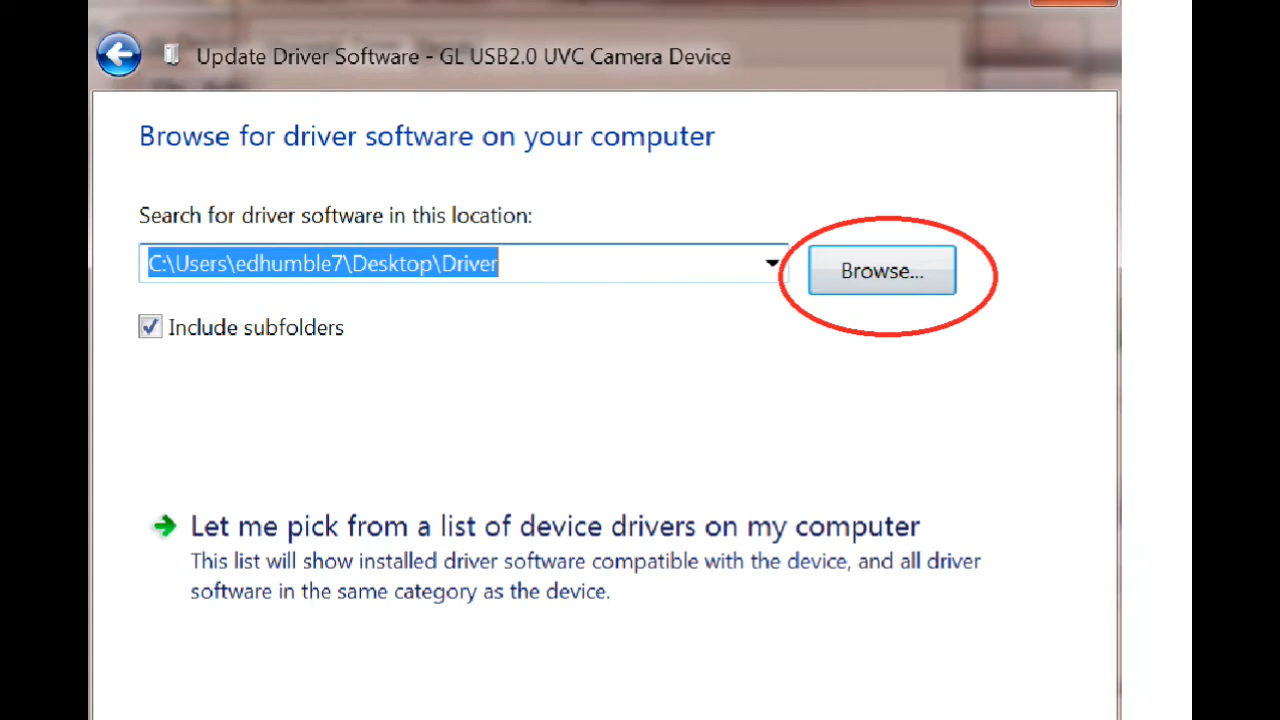 Update Driver Software - GL USB2.0 UVC Camera Device
Browse for driver software on your computer
Search for driver software in this location:
C:\Users\edhumble7\Desktop\Driver
Browse...
Include subfolders
Let me pick from a list of device drivers on my computer
This list will show installed driver software compatible with the device, and all driver
software in the same category as the device.